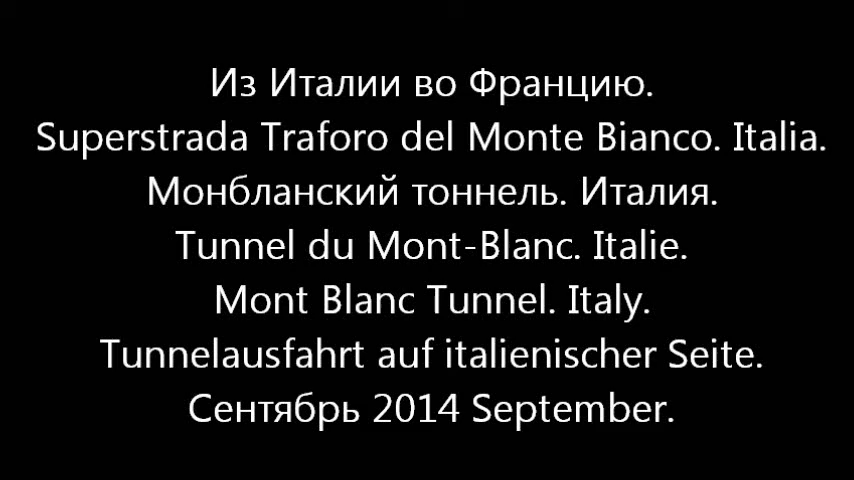 Из Италии во Францию.
Superstrada Traforo del Monte Bianco. Italia.
Монбланский тоннель. Италия.
Tunnel du Mont-Blanc. Italie.
Mont Blanc Tunnel. Italy.
Tunnelausfahrt auf italienischer Seite.
Сентябрь 2014 September.